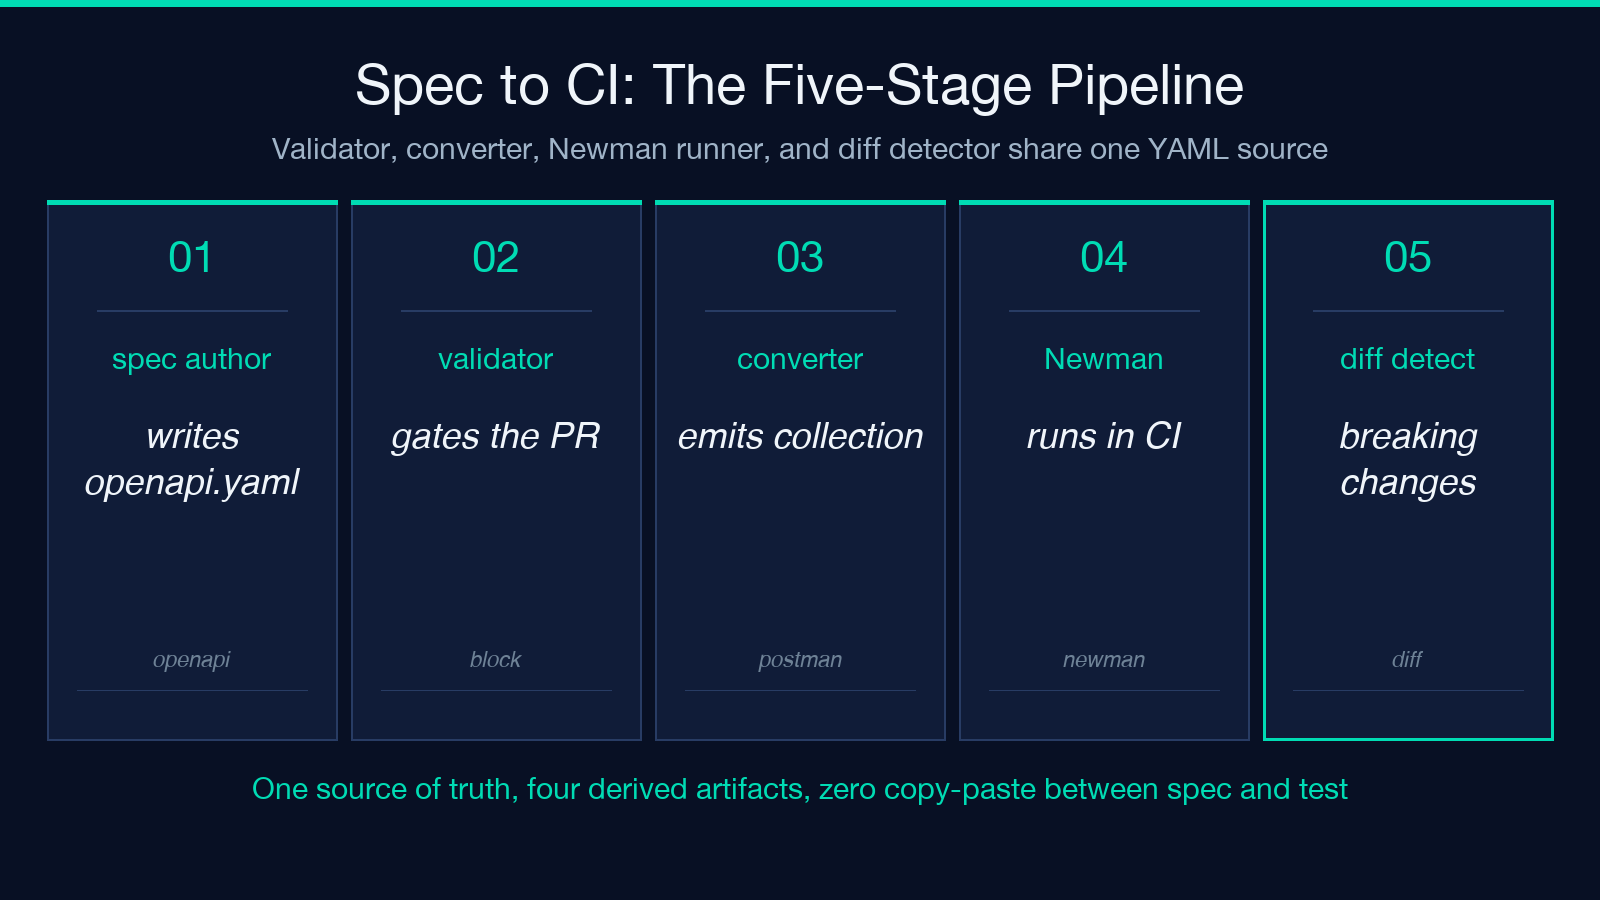 Spec to CI: The Five-Stage Pipeline
Validator, converter, Newman runner, and diff detector share one YAML source
01
spec author
writes
openapi.yaml
openapi
02
validator
gates the PR
block
03
converter
emits collection
postman
04
Newman
runs in CI
newman
05
diff detect
breaking
changes
diff
One source of truth, four derived artifacts, zero copy-paste between spec and test